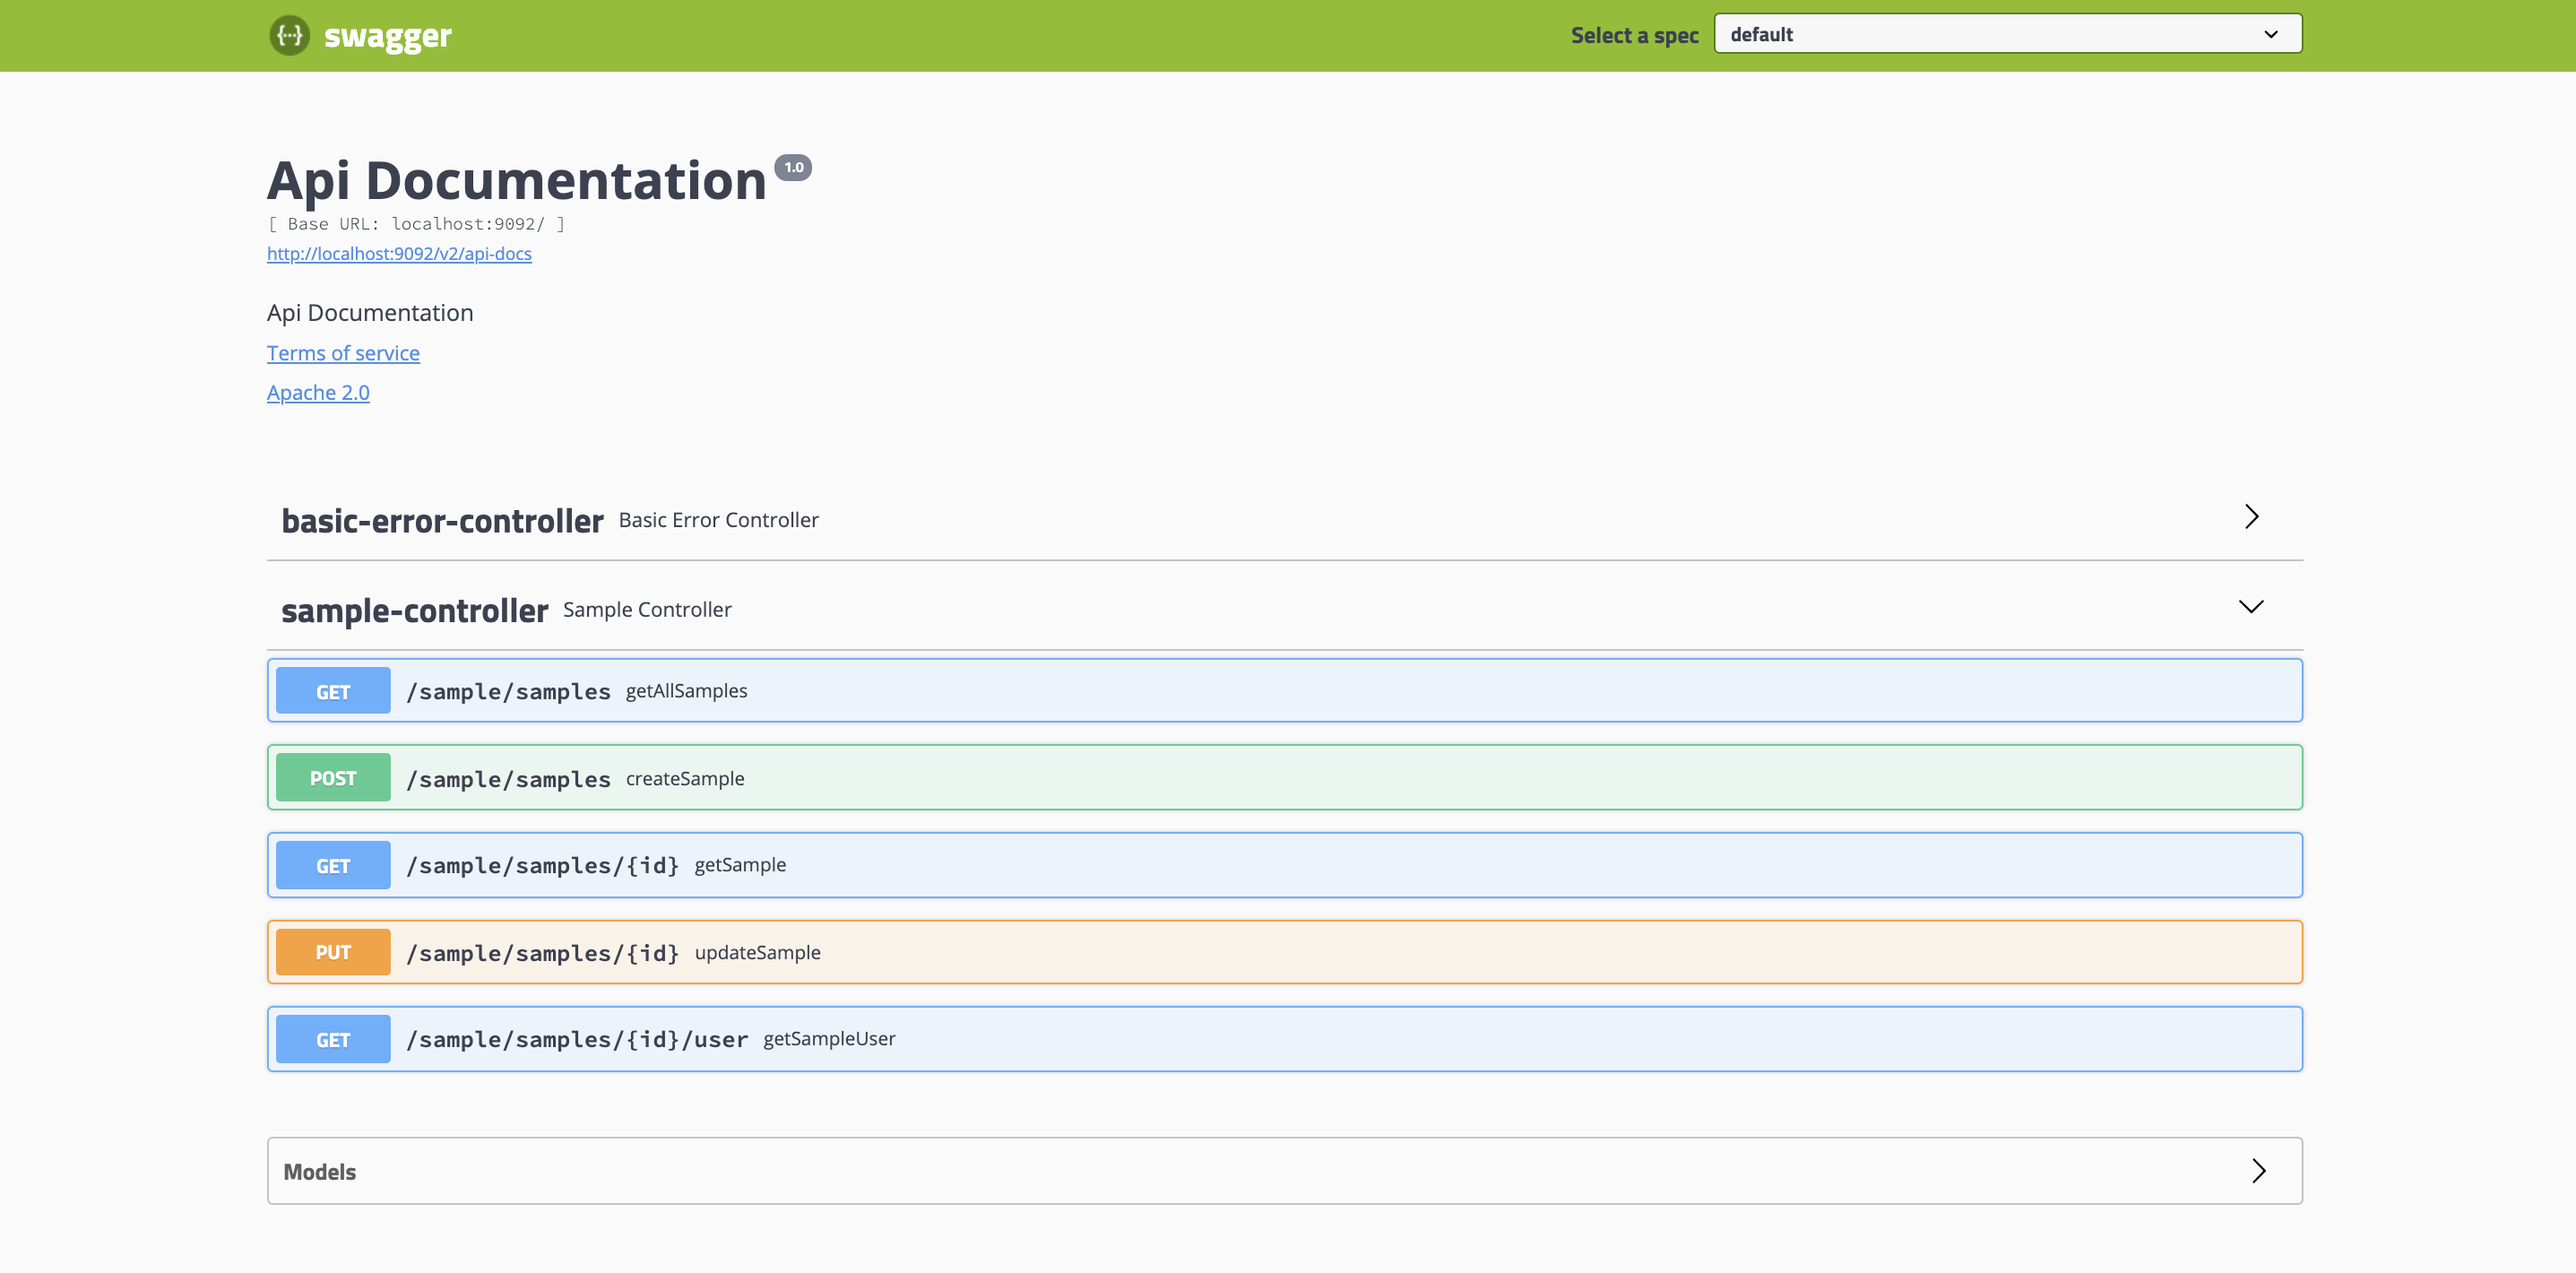 swagger
Select a spec default
Api Documentation 1.0
[ Base URL: localhost:9092/ ]
http://localhost:9092/v2/api-docs
Api Documentation
Terms of service
Apache 2.0
basic-error-controller Basic Error Controller
sample-controller Sample Controller
GET /sample/samples getAllSamples
POST /sample/samples createSample
GET /sample/samples/{id} getSample
PUT /sample/samples/{id} updateSample
GET /sample/samples/{id}/user getSampleUser
Models